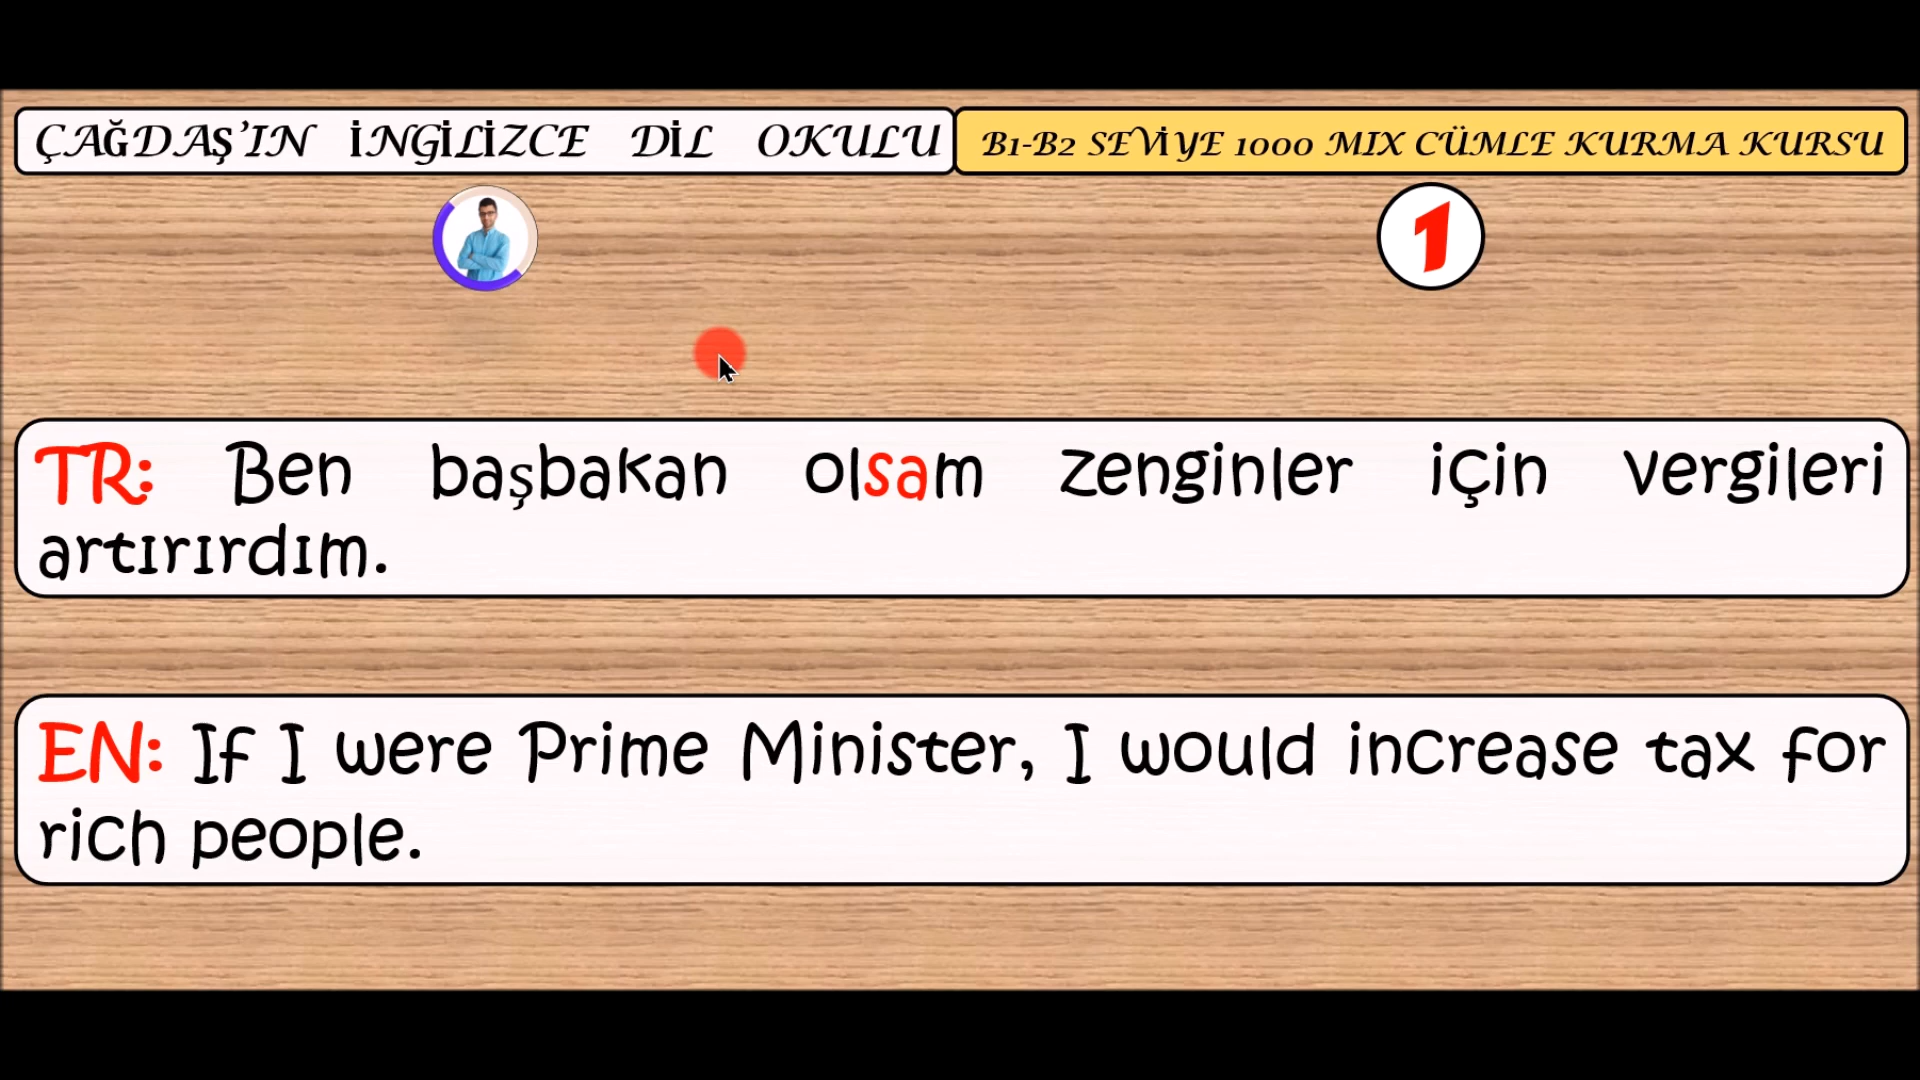 ÇAĞDAŞ’IN İNGİLİZCE DİL OKULU
B1-B2 SEVİYE 1000 MIX CÜMLE KURMA KURSU
1
TR: Ben başbakan olsam zenginler için vergileri
artırırdım.
EN: If I were Prime Minister, I would increase tax for
rich people.